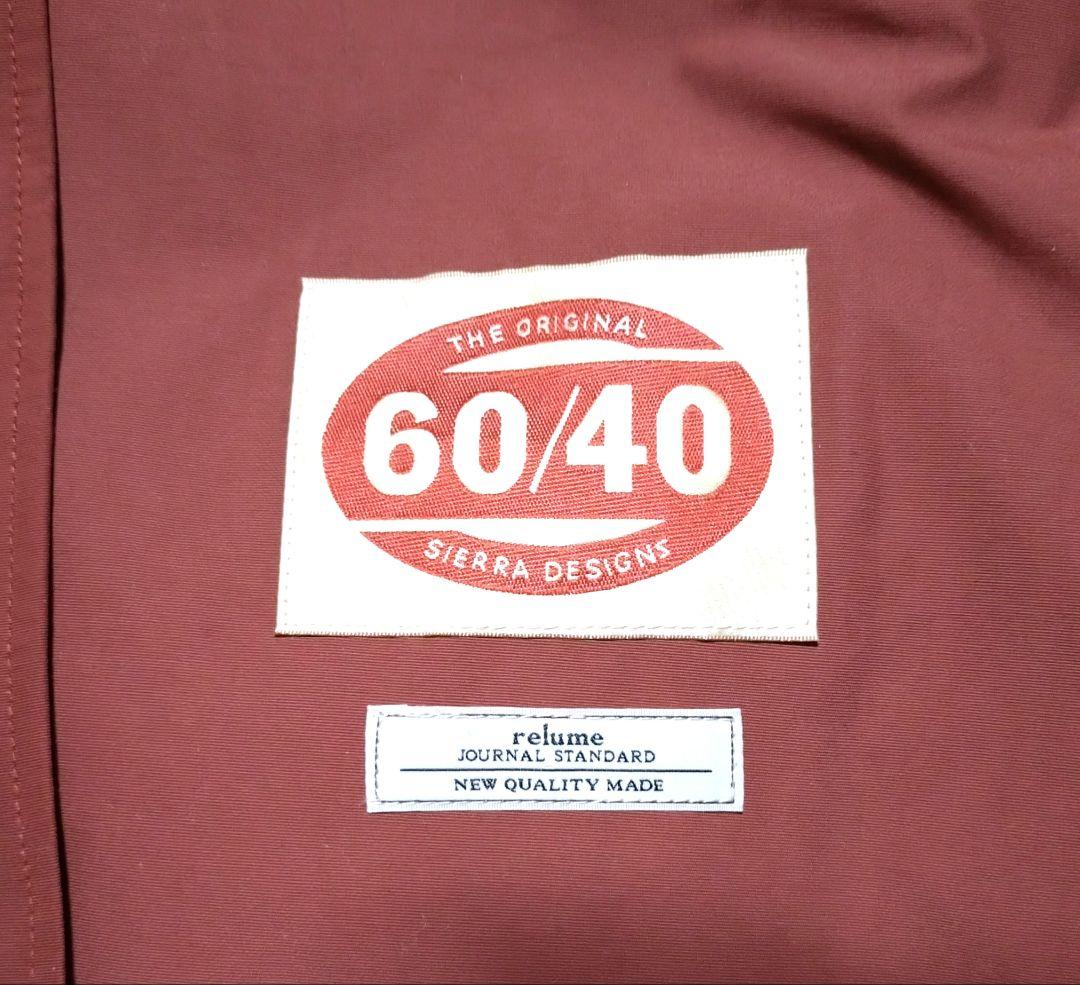 THE ORIGINAL
60/40
SIERRA DESIGNS
relume
JOURNAL STANDARD
NEW QUALITY MADE